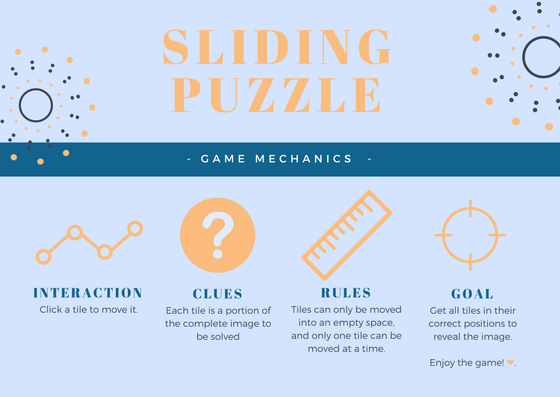 SLIDING
PUZZLE
- GAME MECHANICS -
?
INTERACTION
Click a tile to move it.
CLUES
Each tile is a portion of
the complete image to
be solved
RULES
Tiles can only be moved
into an empty space,
and only one tile can be
moved at a time.
GOAL
Get all tiles in their
correct positions to
reveal the image.
Enjoy the game! ❤.